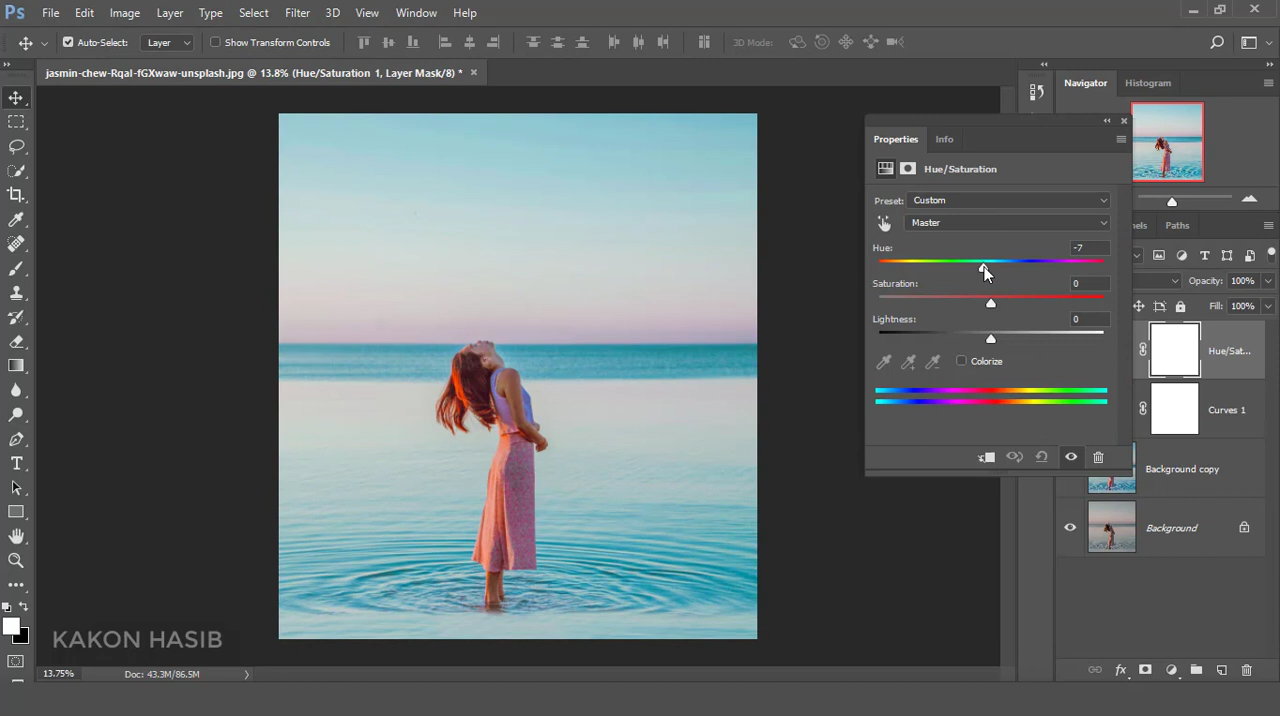 Ps File Edit Image Layer Type Select Filter 3D View Window Help
Auto-Select: Layer Show Transform Controls 3D Mode:
jasmin-chew-RqaI-fGXwaw-unsplash.jpg @ 13.8% (Hue/Saturation 1, Layer Mask/8) *
Navigator Histogram
Properties Info
Hue/Saturation
Preset: Custom
Master
Hue: -7
Saturation: 0
Lightness: 0
Colorize
nels Paths
Opacity: 100%
Fill: 100%
Hue/Sat...
Curves 1
Background copy
Background
fx
KAKON HASIB
13.75% Doc: 43.3M/86.5M